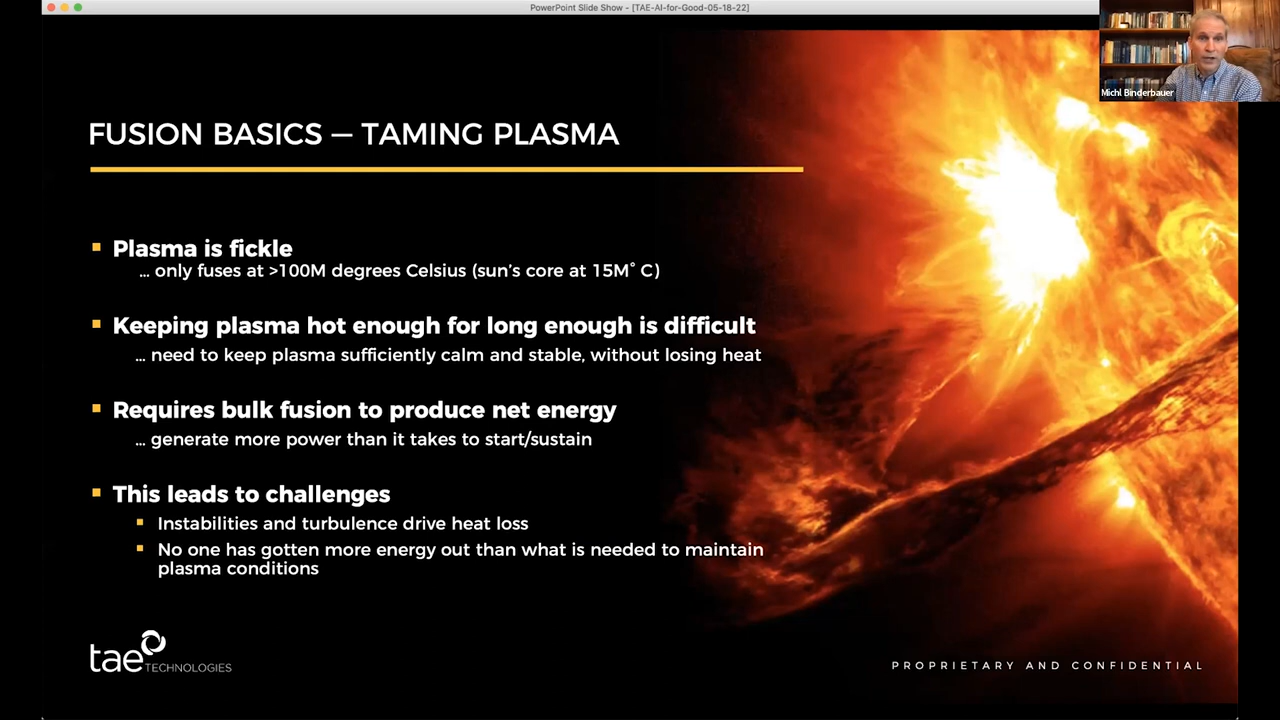 PowerPoint Slide Show - [TAE-AI-for-Good-05-18-22]
Michl Binderbauer
FUSION BASICS — TAMING PLASMA
Plasma is fickle
... only fuses at >100M degrees Celsius (sun's core at 15M° C)
Keeping plasma hot enough for long enough is difficult
... need to keep plasma sufficiently calm and stable, without losing heat
Requires bulk fusion to produce net energy
... generate more power than it takes to start/sustain
This leads to challenges
Instabilities and turbulence drive heat loss
No one has gotten more energy out than what is needed to maintain
plasma conditions
tae TECHNOLOGIES
PROPRIETARY AND CONFIDENTIAL